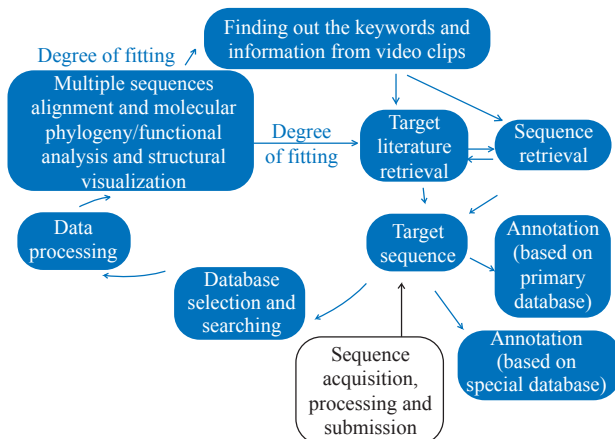 Finding out the keywords and
information from video clips
Degree of fitting
Multiple sequences
alignment and molecular
phylogeny/functional
analysis and structural
visualization
Degree
of fitting
Target
literature
retrieval
Sequence
retrieval
Data
processing
Target
sequence
Annotation
(based on
primary
database)
Database
selection and
searching
Sequence
acquisition,
processing and
submission
Annotation
(based on
special database)